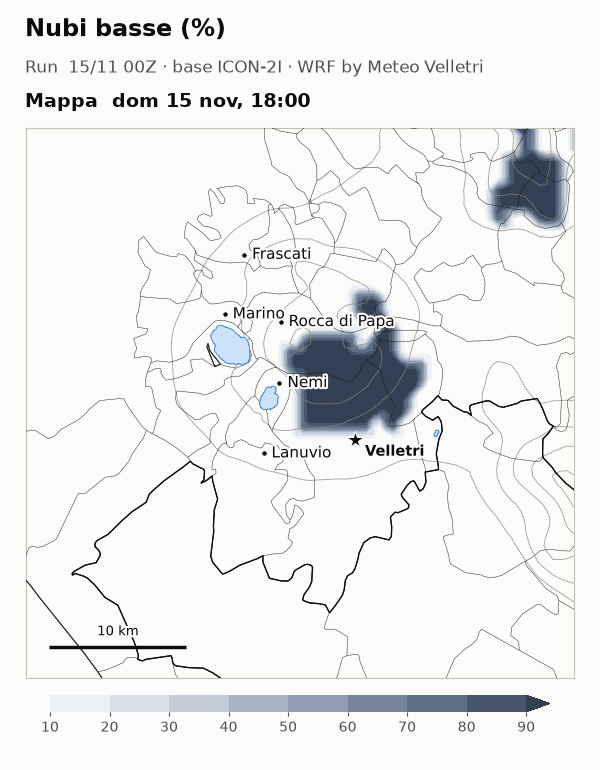 Nubi basse (%)
Run  15/11 00Z · base ICON-2I · WRF by Meteo Velletri
Mappa  dom 15 nov, 18:00
Frascati
Marino
Rocca di Papa
Nemi
Velletri
Lanuvio
10 km
10 20 30 40 50 60 70 80 90